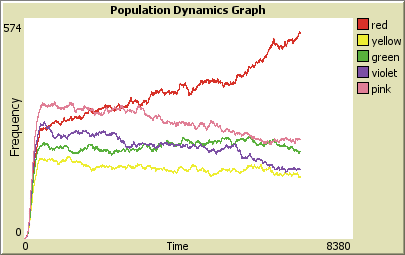 Population Dynamics Graph
574
Frequency
0
0 Time 8380
red
yellow
green
violet
pink